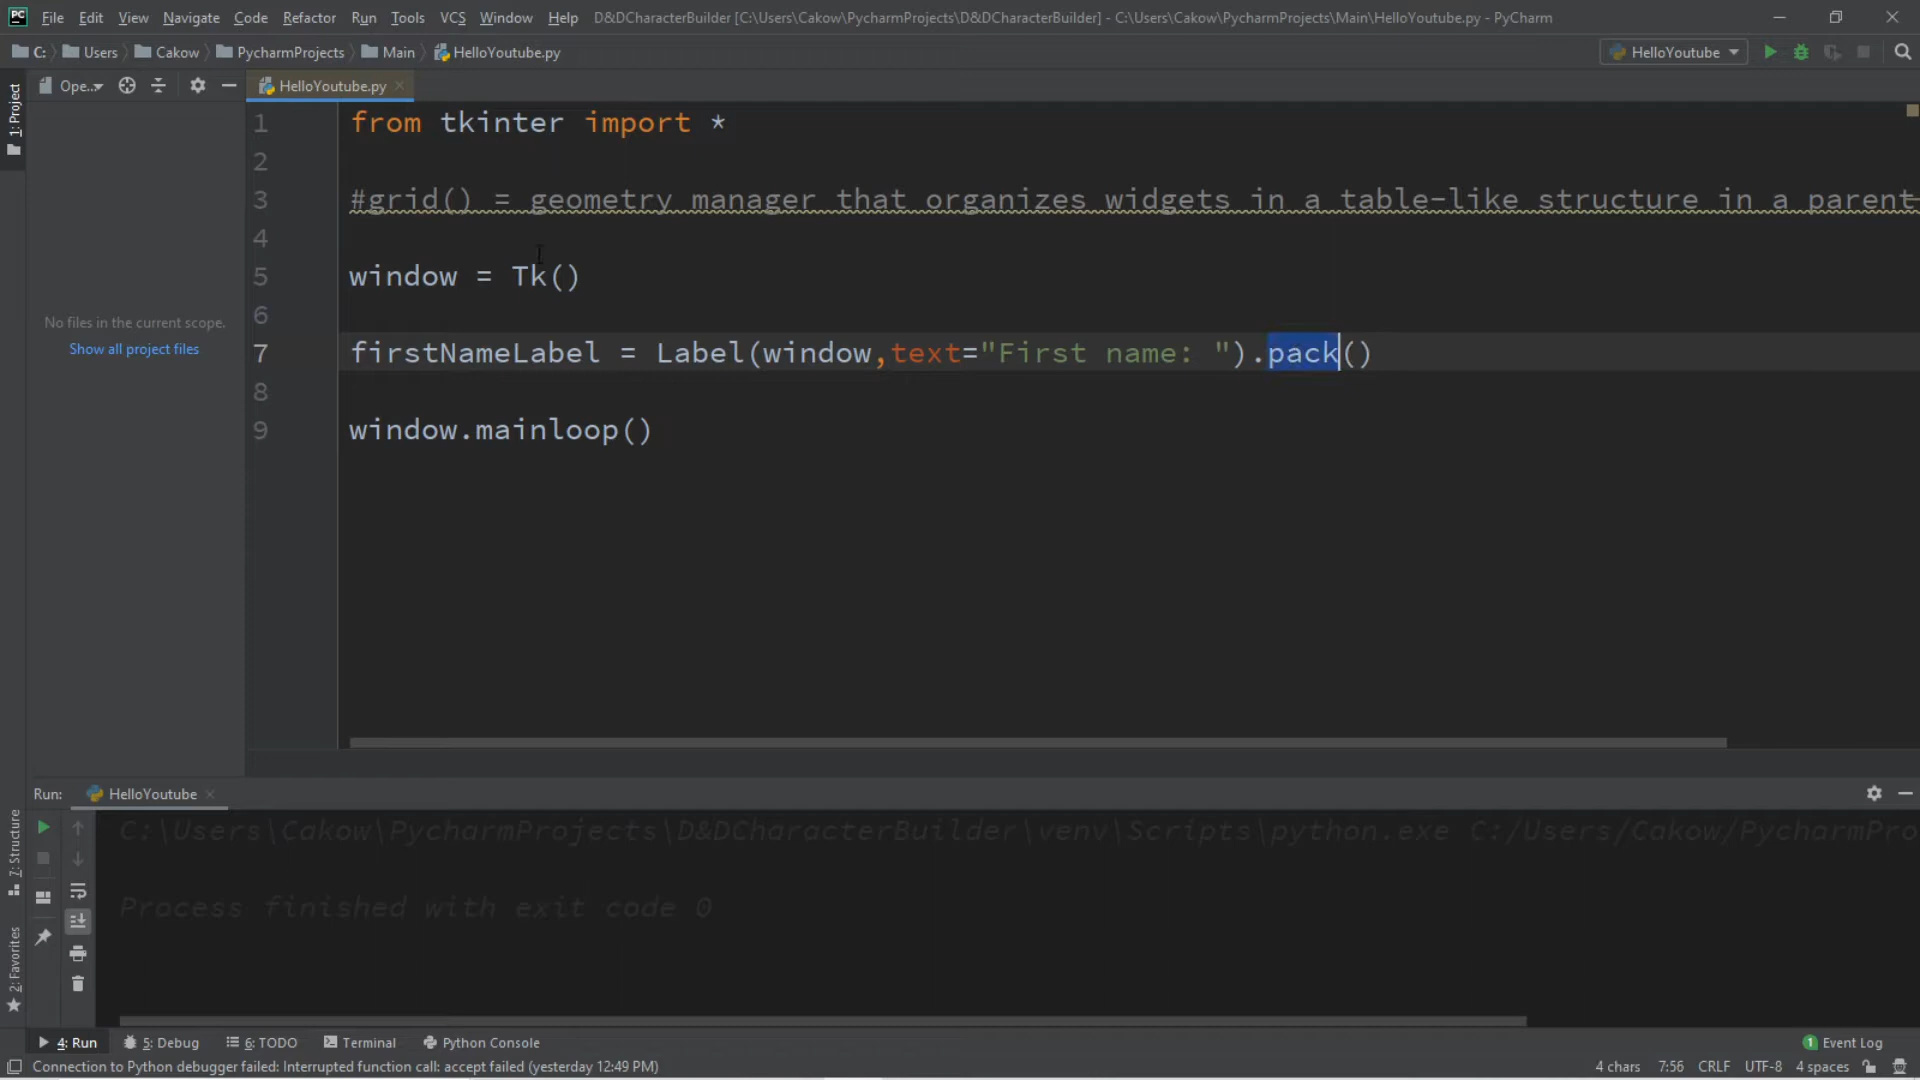 PC File Edit View Navigate Code Refactor Run Tools VCS Window Help D&DCharacterBuilder [C:\Users\Cakow\PycharmProjects\D&DCharacterBuilder] - C:\Users\Cakow\PycharmProjects\Main\HelloYoutube.py - PyCharm
C: Users Cakow PycharmProjects Main HelloYoutube.py HelloYoutube
Ope... HelloYoutube.py
1: Project
1 from tkinter import *
2
3 #grid() = geometry manager that organizes widgets in a table-like structure in a parent
4
5 window = Tk()
6
7 firstNameLabel = Label(window,text="First name: ").pack()
8
9 window.mainloop()
No files in the current scope.
Show all project files
Run: HelloYoutube
C:\Users\Cakow\PycharmProjects\D&DCharacterBuilder\venv\Scripts\python.exe C:/Users/Cakow/PycharmPro
Process finished with exit code 0
7: Structure
2: Favorites
4: Run 5: Debug 6: TODO Terminal Python Console 1 Event Log
Connection to Python debugger failed: Interrupted function call: accept failed (yesterday 12:49 PM) 4 chars 7:56 CRLF UTF-8 4 spaces